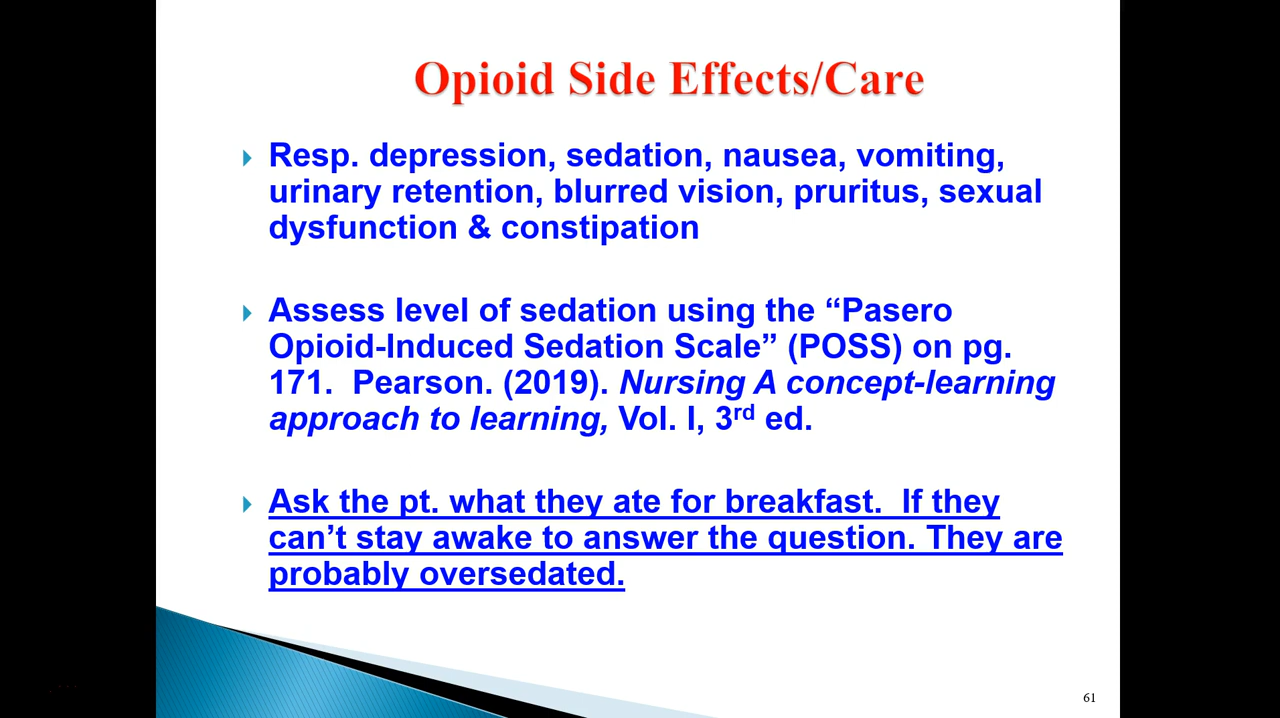 Opioid Side Effects/Care
Resp. depression, sedation, nausea, vomiting,
urinary retention, blurred vision, pruritus, sexual
dysfunction & constipation
Assess level of sedation using the “Pasero
Opioid-Induced Sedation Scale” (POSS) on pg.
171.  Pearson. (2019). Nursing A concept-learning
approach to learning, Vol. I, 3rd ed.
Ask the pt. what they ate for breakfast.  If they
can’t stay awake to answer the question. They are
probably oversedated.
61